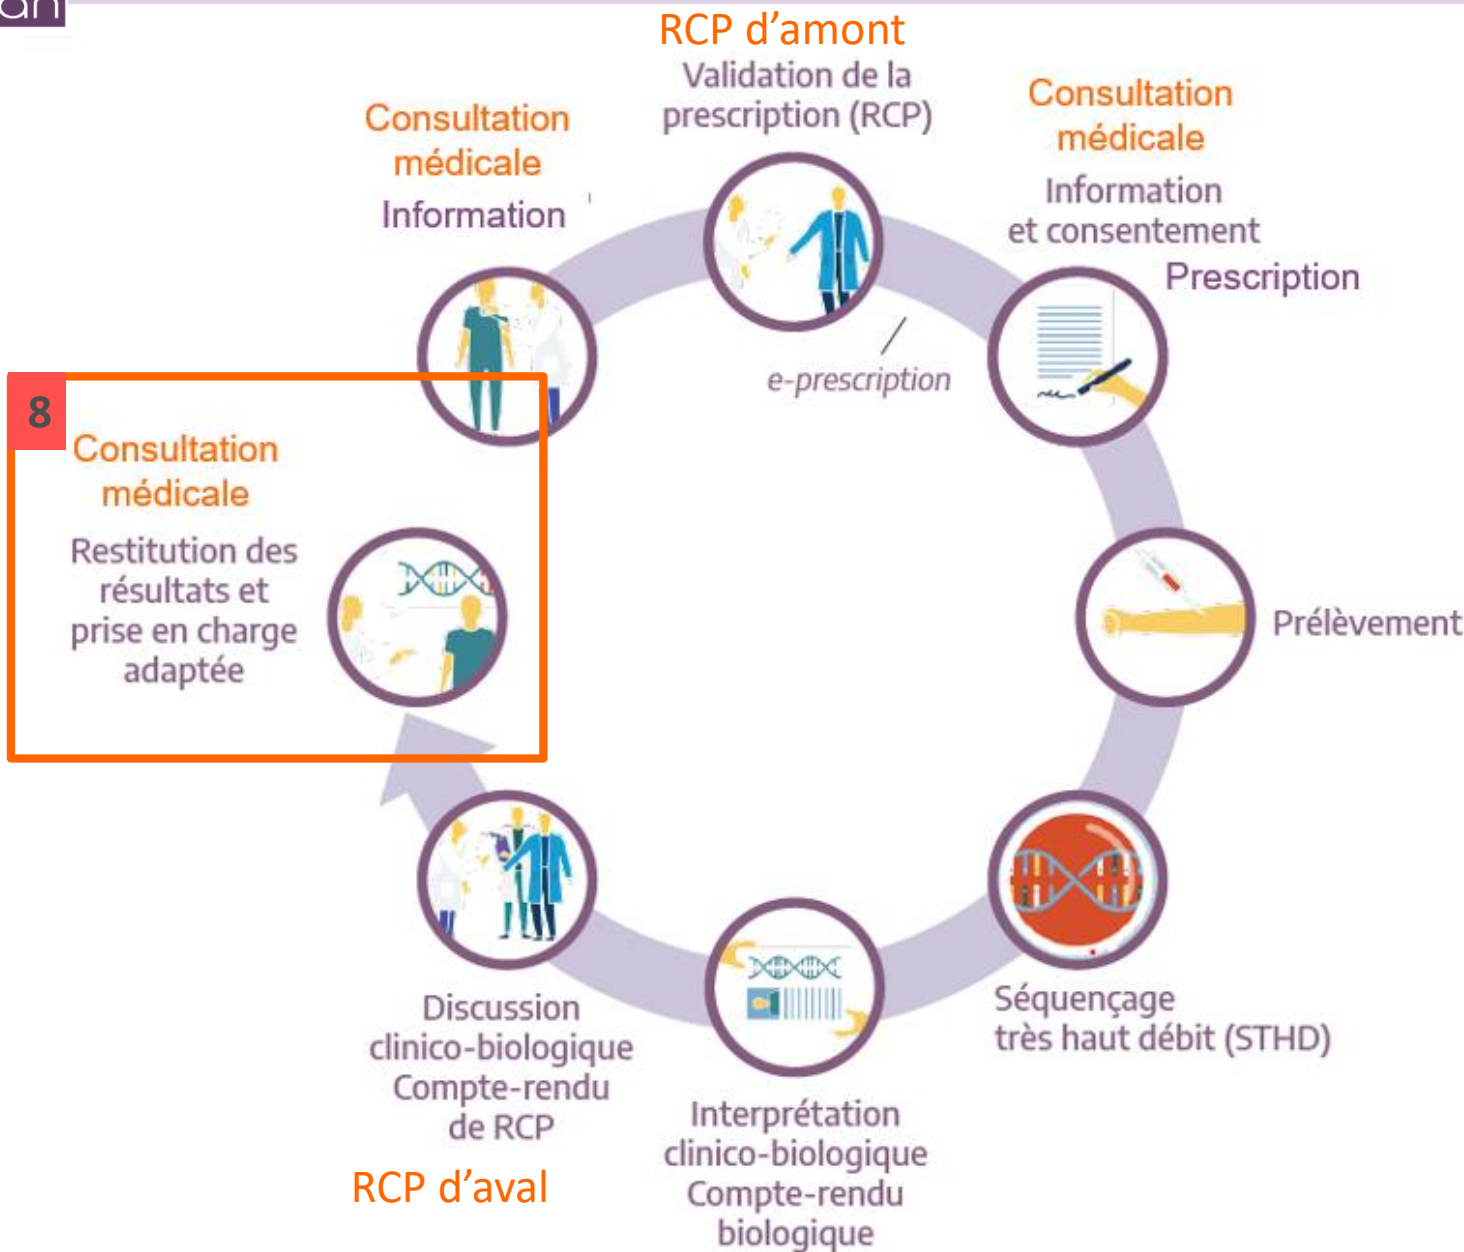 an
RCP d’amont
Validation de la
prescription (RCP)
Consultation
médicale
Information
Consultation
médicale
Information
et consentement
Prescription
e-prescription
8
Consultation
médicale
Restitution des
résultats et
prise en charge
adaptée
Prélèvement
Séquençage
très haut débit (STHD)
Discussion
clinico-biologique
Compte-rendu
de RCP
RCP d’aval
Interprétation
clinico-biologique
Compte-rendu
biologique